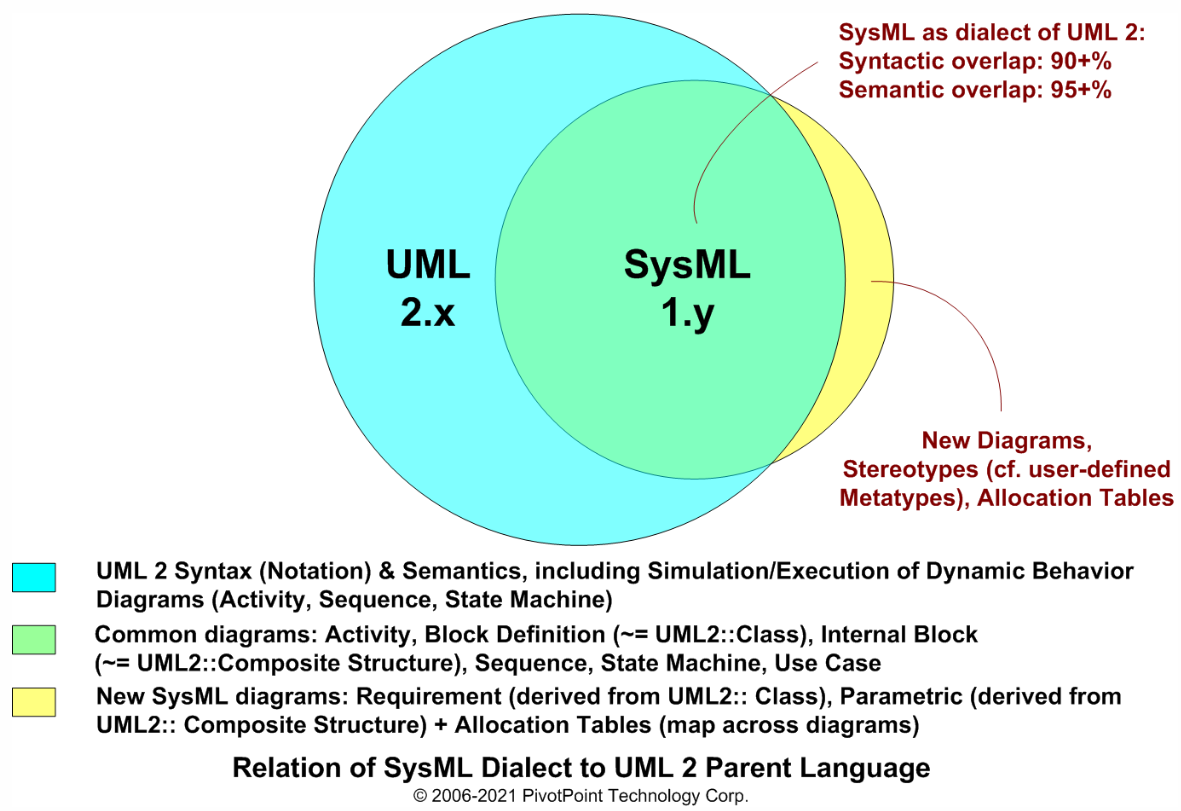 SysML as dialect of UML 2:
Syntactic overlap: 90+%
Semantic overlap: 95+%
UML
2.x
SysML
1.y
New Diagrams,
Stereotypes (cf. user-defined
Metatypes), Allocation Tables
UML 2 Syntax (Notation) & Semantics, including Simulation/Execution of Dynamic Behavior
Diagrams (Activity, Sequence, State Machine)
Common diagrams: Activity, Block Definition (~= UML2::Class), Internal Block
(~= UML2::Composite Structure), Sequence, State Machine, Use Case
New SysML diagrams: Requirement (derived from UML2:: Class), Parametric (derived from
UML2:: Composite Structure) + Allocation Tables (map across diagrams)
Relation of SysML Dialect to UML 2 Parent Language
© 2006-2021 PivotPoint Technology Corp.